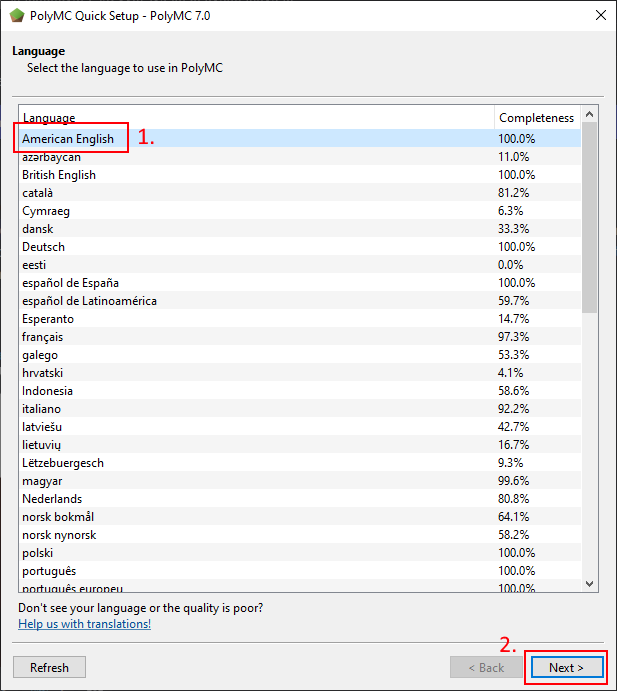 PolyMC Quick Setup - PolyMC 7.0
Language
Select the language to use in PolyMC
Language Completeness
American English 100.0%
1.
azərbaycan 11.0%
British English 100.0%
català 81.2%
Cymraeg 6.3%
dansk 33.3%
Deutsch 100.0%
eesti 0.0%
español de España 100.0%
español de Latinoamérica 59.7%
Esperanto 14.7%
français 97.3%
galego 53.3%
hrvatski 4.1%
Indonesia 58.6%
italiano 92.2%
latviešu 42.7%
lietuvių 16.7%
Lëtzebuergesch 9.3%
magyar 99.6%
Nederlands 80.8%
norsk bokmål 64.1%
norsk nynorsk 58.2%
polski 100.0%
português 100.0%
português europeu 100.0%
Don't see your language or the quality is poor?
Help us with translations!
2.
Refresh < Back Next >